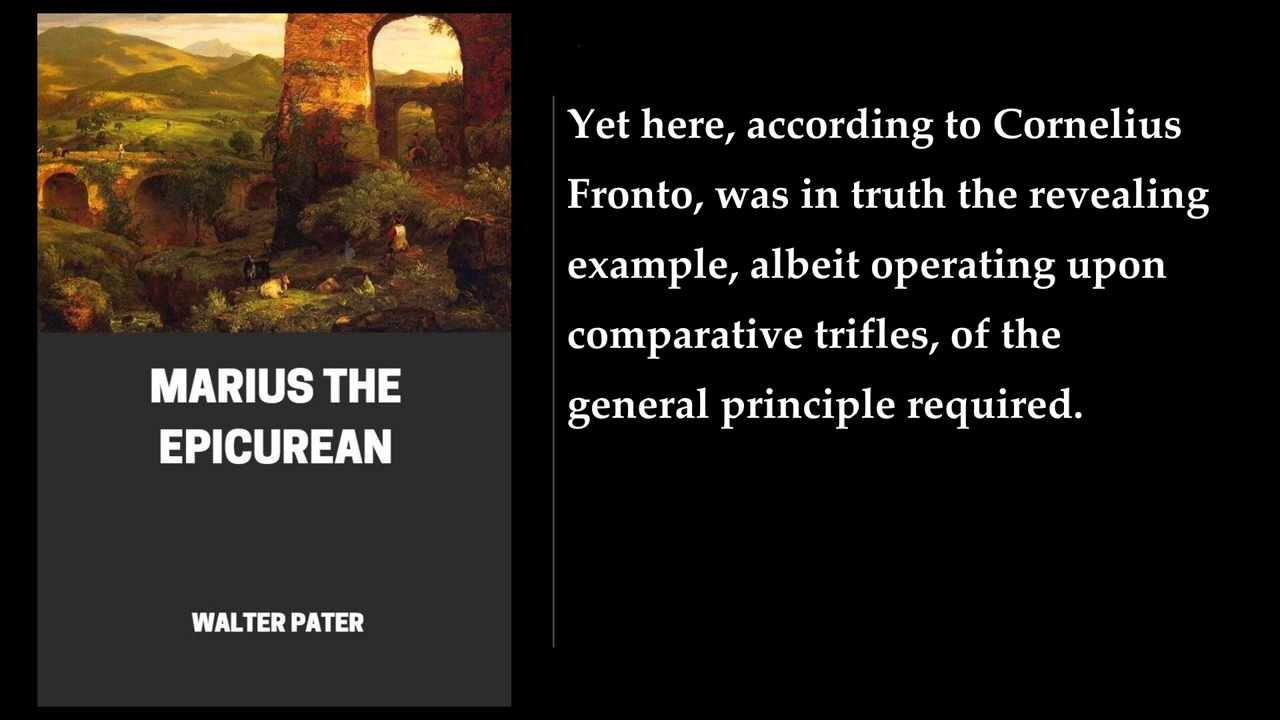 MARIUS THE
EPICUREAN
WALTER PATER
Yet here, according to Cornelius
Fronto, was in truth the revealing
example, albeit operating upon
comparative trifles, of the
general principle required.